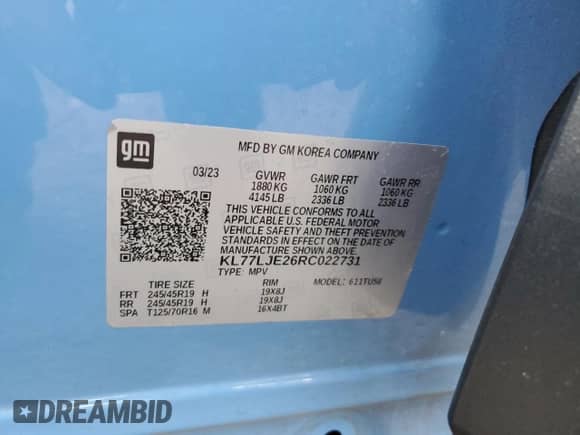 gm
MFD BY GM KOREA COMPANY
03/23 GVWR GAWR FRT GAWR RR
1880 KG 1060 KG 1060 KG
4145 LB 2336 LB 2336 LB
THIS VEHICLE CONFORMS TO ALL
APPLICABLE U.S. FEDERAL MOTOR
VEHICLE SAFETY AND THEFT PREVENTION
STANDARDS IN EFFECT ON THE DATE OF
MANUFACTURE SHOWN ABOVE.
KL77LJE26RC022731
TYPE: MPV MODEL: 611TU58
TIRE SIZE RIM
FRT 245/45R19 H 19X8J
RR 245/45R19 H 19X8J
SPA T125/70R16 M 16X4BT
DREAMBID